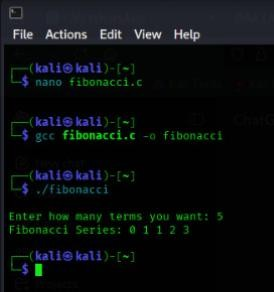 File Actions Edit View Help
┌──(kali㉿kali)-[~]
└─$ nano fibonacci.c
┌──(kali㉿kali)-[~]
└─$ gcc fibonacci.c -o fibonacci
┌──(kali㉿kali)-[~]
└─$ ./fibonacci
Enter how many terms you want: 5
Fibonacci Series: 0 1 1 2 3
┌──(kali㉿kali)-[~]
└─$